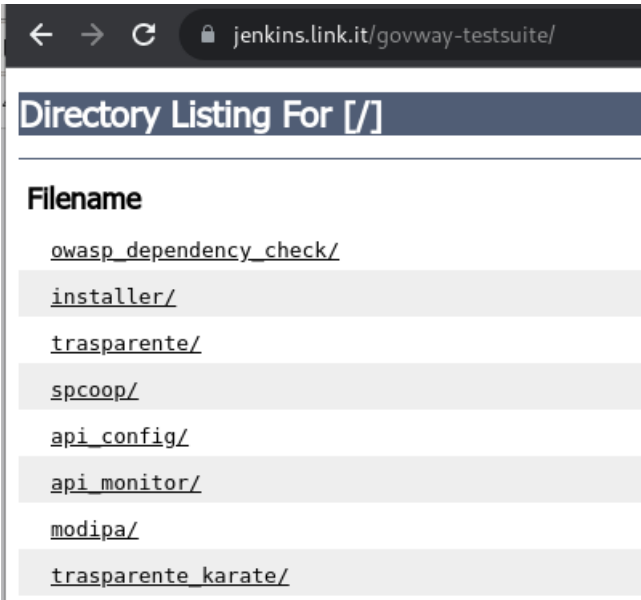 jenkins.link.it/govway-testsuite/
Directory Listing For [/]
Filename
owasp_dependency_check/
installer/
trasparente/
spcoop/
api_config/
api_monitor/
modipa/
trasparente_karate/